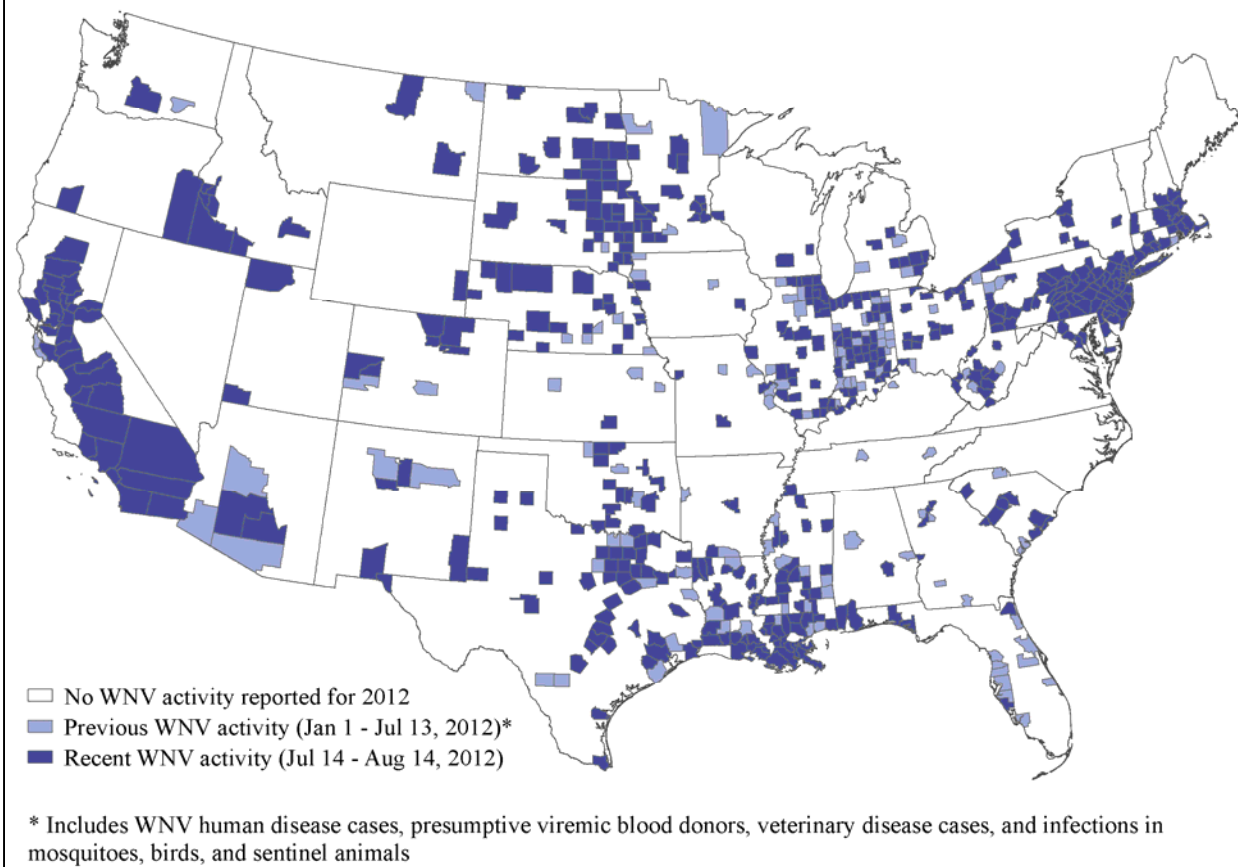 No WNV activity reported for 2012
Previous WNV activity (Jan 1 - Jul 13, 2012)*
Recent WNV activity (Jul 14 - Aug 14, 2012)
* Includes WNV human disease cases, presumptive viremic blood donors, veterinary disease cases, and infections in
mosquitoes, birds, and sentinel animals